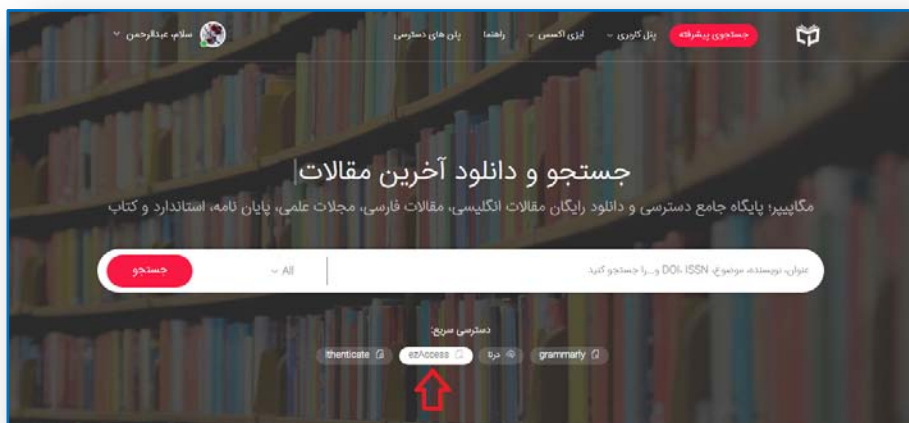 جستجوی پیشرفته پنل کاربری ایزی اکسس راهنما پلن های دسترسی سلام، عبدالرحمن
جستجو و دانلود آخرین مقالات
مگاپیپر؛ پایگاه جامع دسترسی و دانلود رایگان مقالات انگلیسی، مقالات فارسی، مجلات علمی، پایان نامه، استاندارد و کتاب
عنوان، نویسنده، موضوع، DOI، ISSN و...را جستجو کنید All جستجو
دسترسی سریع:
grammarly درنا ezAccess ithenticate